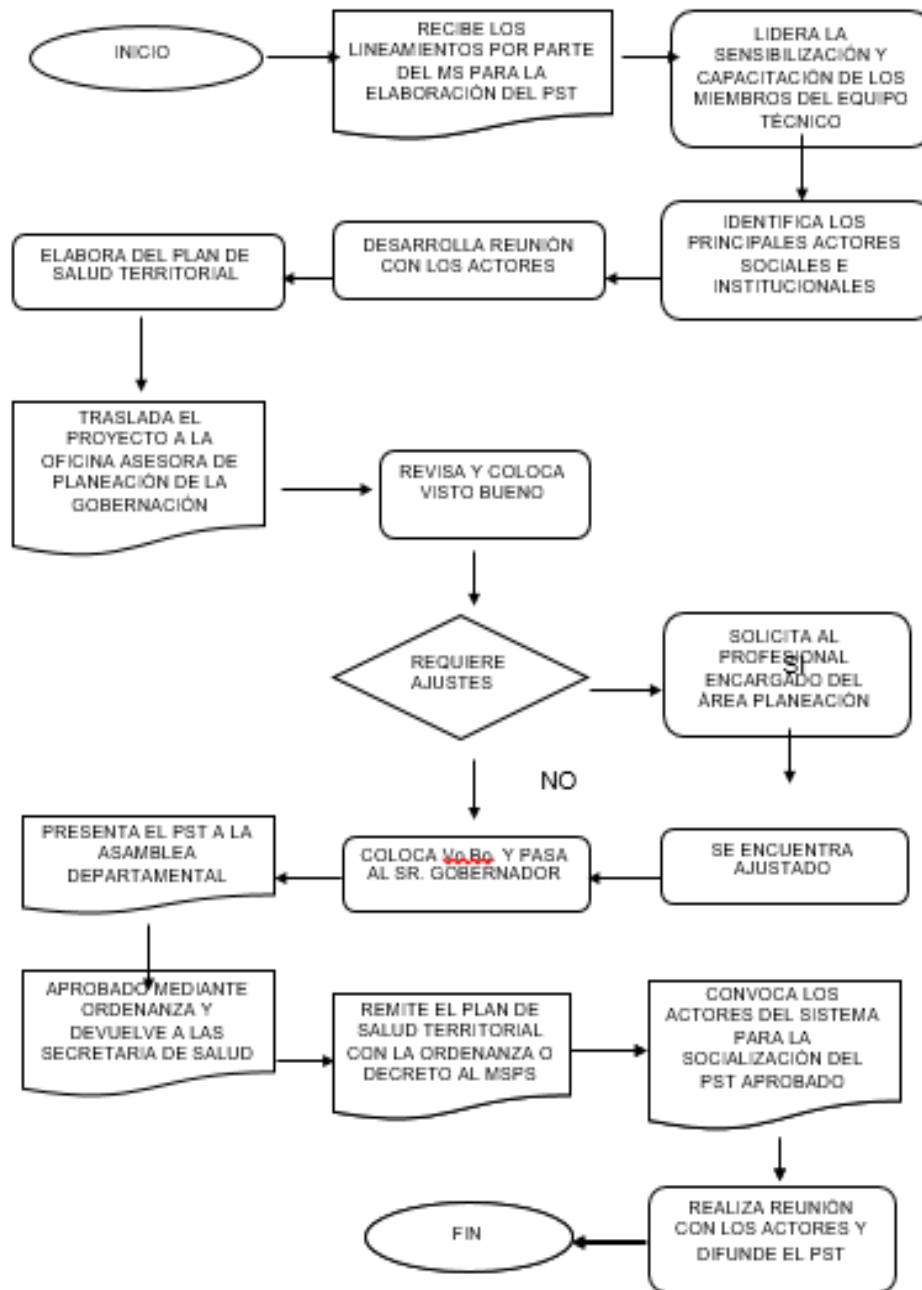 INICIO
RECIBE LOS
LINEAMIENTOS POR PARTE
DEL MS PARA LA
ELABORACIÓN DEL PST
LIDERA LA
SENSIBILIZACIÓN Y
CAPACITACIÓN DE LOS
MIEMBROS DEL EQUIPO
TÉCNICO
IDENTIFICA LOS
PRINCIPALES ACTORES
SOCIALES E
INSTITUCIONALES
DESARROLLA REUNIÓN
CON LOS ACTORES
ELABORA DEL PLAN DE
SALUD TERRITORIAL
TRASLADA EL
PROYECTO A LA
OFICINA ASESORA DE
PLANEACIÓN DE LA
GOBERNACIÓN
REVISA Y COLOCA
VISTO BUENO
REQUIERE
AJUSTES
SI
SOLICITA AL
PROFESIONAL
ENCARGADO DEL
ÁREA PLANEACIÓN
NO
SE ENCUENTRA
AJUSTADO
COLOCA Vo.Bo. Y PASA
AL SR. GOBERNADOR
PRESENTA EL PST A LA
ASAMBLEA
DEPARTAMENTAL
APROBADO MEDIANTE
ORDENANZA Y
DEVUELVE A LAS
SECRETARIA DE SALUD
REMITE EL PLAN DE
SALUD TERRITORIAL
CON LA ORDENANZA O
DECRETO AL MSPS
CONVOCA LOS
ACTORES DEL SISTEMA
PARA LA
SOCIALIZACIÓN DEL
PST APROBADO
REALIZA REUNIÓN
CON LOS ACTORES Y
DIFUNDE EL PST
FIN